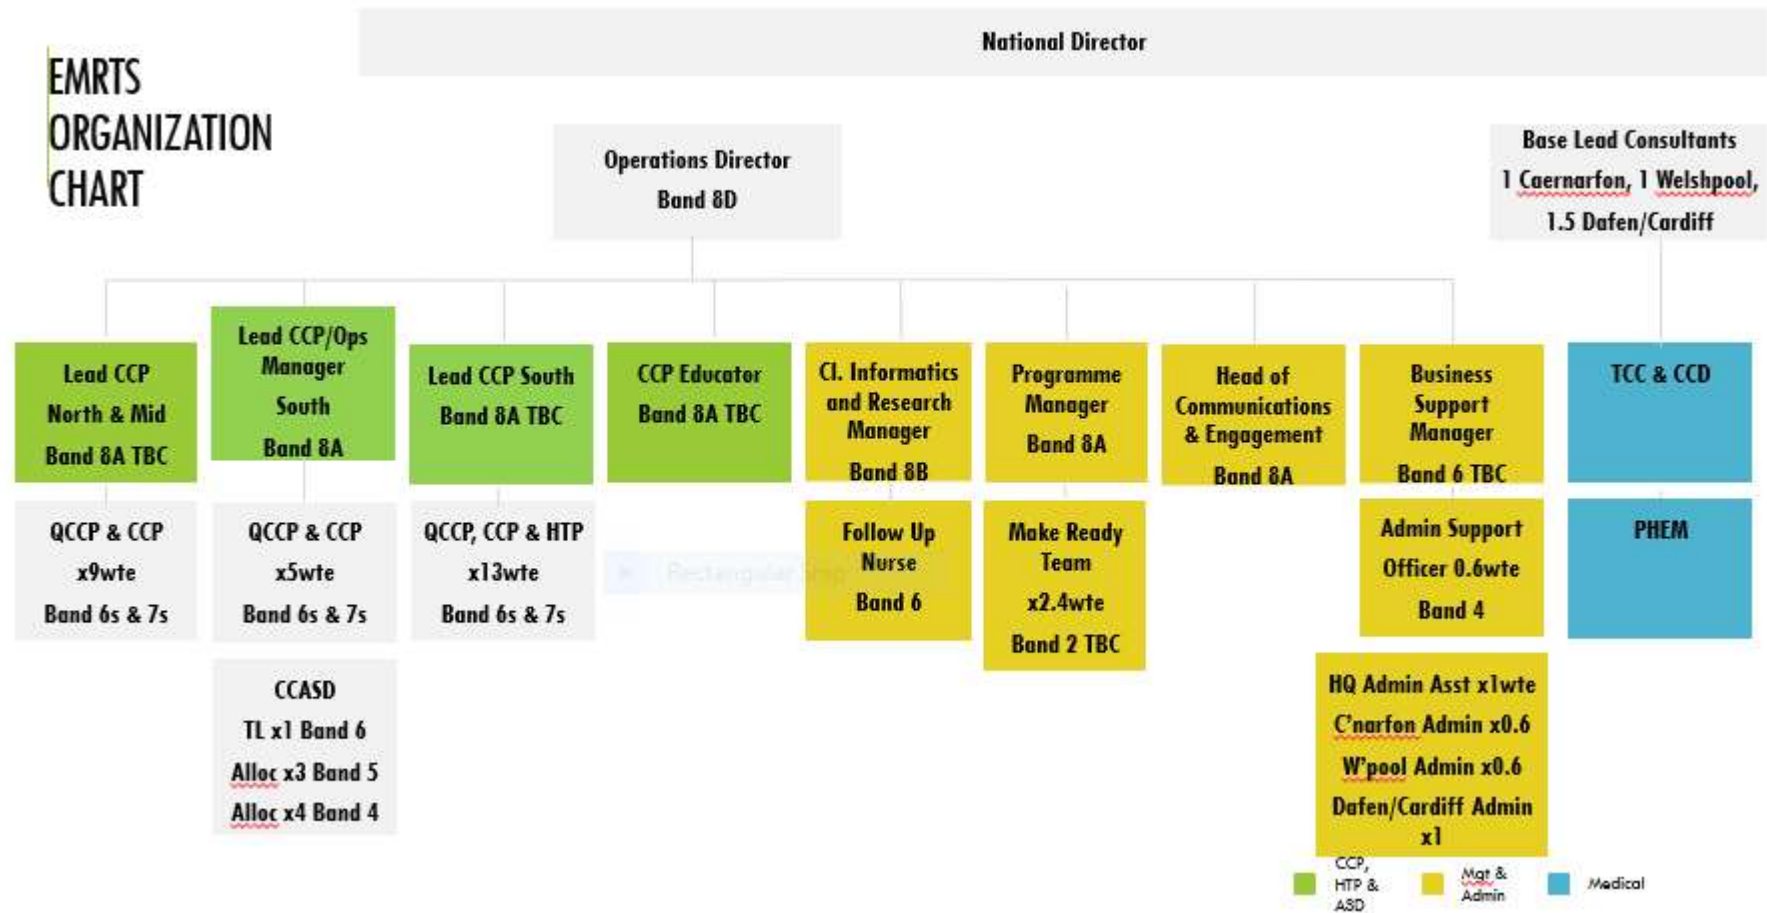 EMRTS
ORGANIZATION
CHART
National Director
Operations Director
Band 8D
Base Lead Consultants
1 Caernarfon, 1 Welshpool,
1.5 Dafen/Cardiff
Lead CCP
North & Mid
Band 8A TBC
Lead CCP/Ops
Manager
South
Band 8A
Lead CCP South
Band 8A TBC
CCP Educator
Band 8A TBC
Cl. Informatics
and Research
Manager
Band 8B
Programme
Manager
Band 8A
Head of
Communications
& Engagement
Band 8A
Business
Support
Manager
Band 6 TBC
TCC & CCD
QCCP & CCP
x9wte
Band 6s & 7s
QCCP & CCP
x5wte
Band 6s & 7s
QCCP, CCP & HTP
x13wte
Band 6s & 7s
Rectangular Snip
Follow Up
Nurse
Band 6
Make Ready
Team
x2.4wte
Band 2 TBC
Admin Support
Officer 0.6wte
Band 4
PHEM
CCASD
TL x1 Band 6
Alloc x3 Band 5
Alloc x4 Band 4
HQ Admin Asst x1wte
C'narfon Admin x0.6
W'pool Admin x0.6
Dafen/Cardiff Admin
x1
CCP,
HTP &
ASD
Mgt &
Admin
Medical